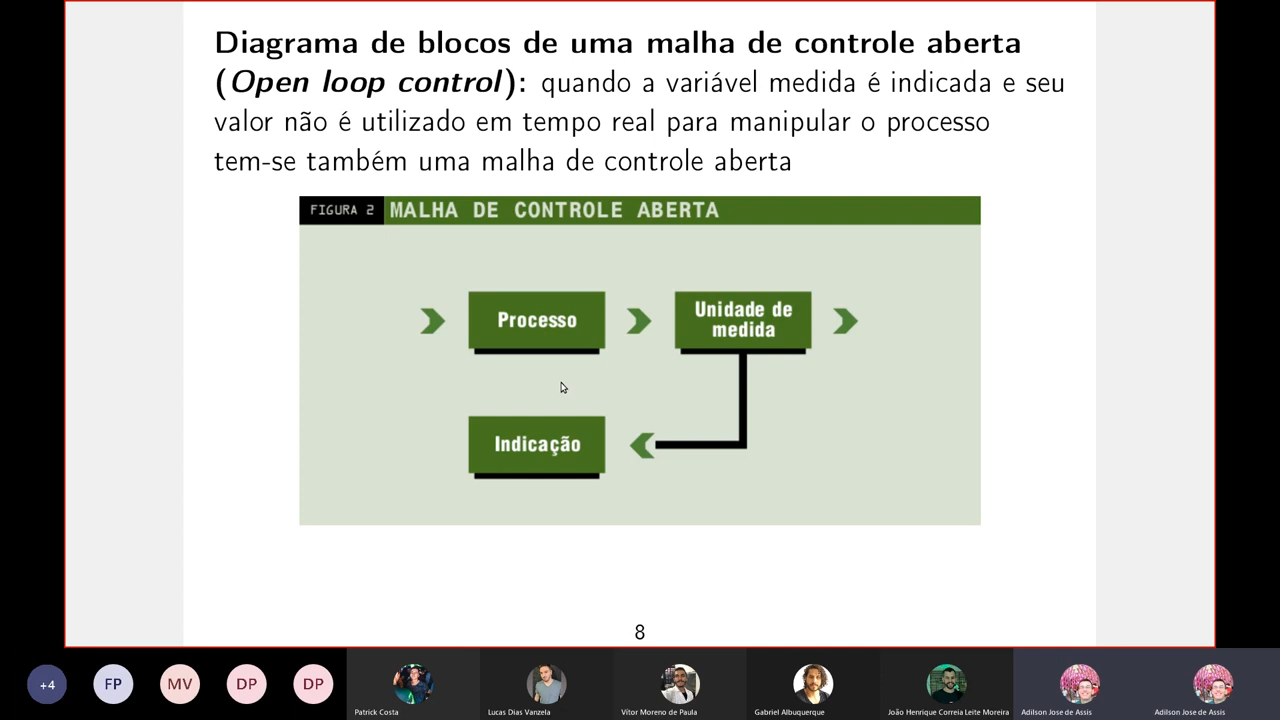 Diagrama de blocos de uma malha de controle aberta
(Open loop control): quando a variável medida é indicada e seu
valor não é utilizado em tempo real para manipular o processo
tem-se também uma malha de controle aberta
FIGURA 2 MALHA DE CONTROLE ABERTA
Processo
Unidade de
medida
Indicação
8
+4
FP
MV
DP
DP
Patrick Costa
Lucas Dias Vanzela
Vítor Moreno de Paula
Gabriel Albuquerque
João Henrique Correia Leite Moreira
Adilson Jose de Assis
Adilson Jose de Assis